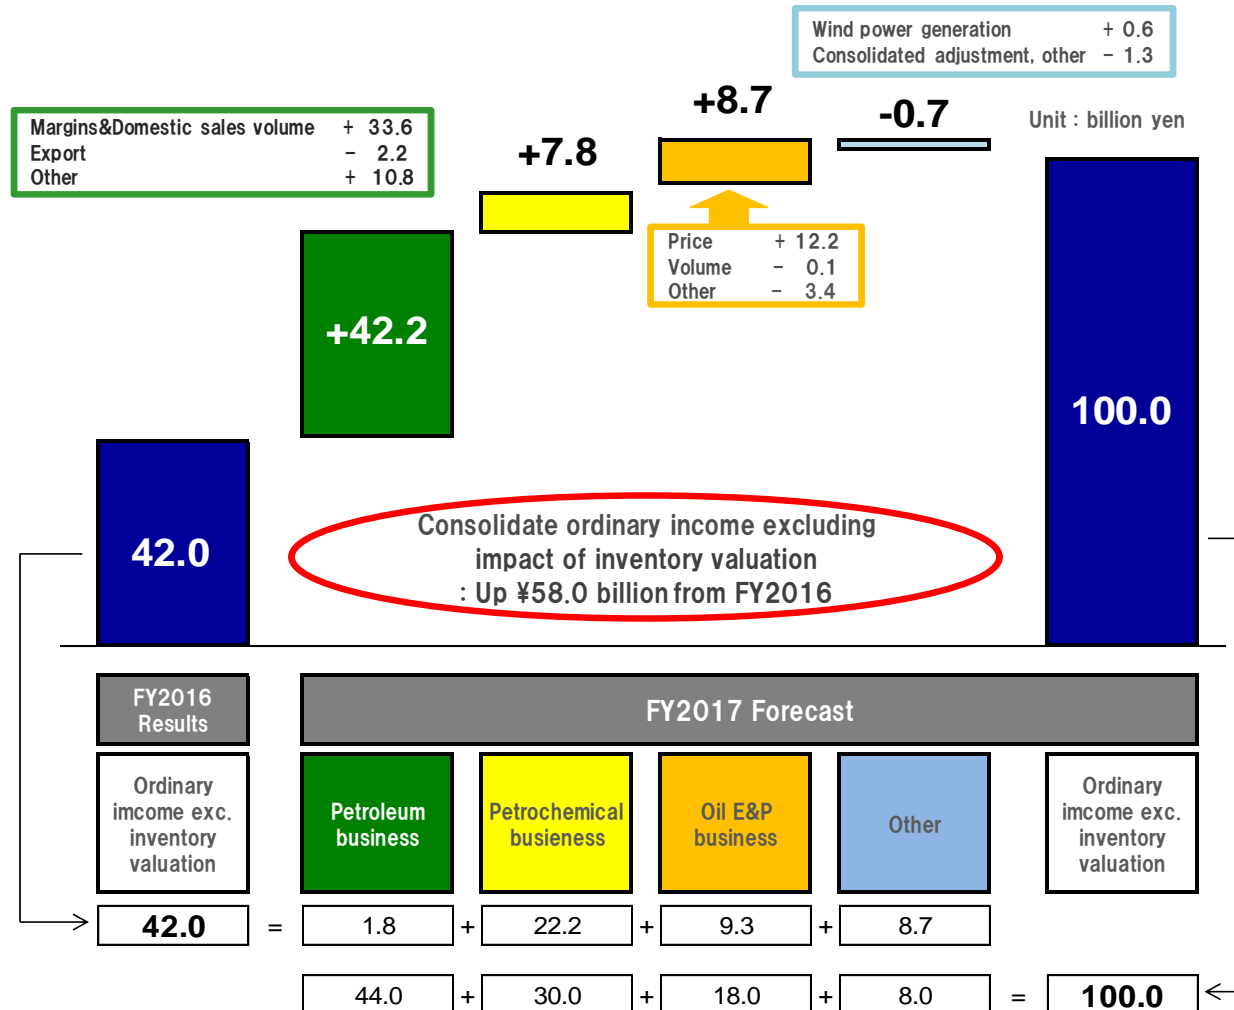 Wind power generation + 0.6
Consolidated adjustment, other − 1.3
Margins&Domestic sales volume + 33.6
Export − 2.2
Other + 10.8
+7.8
+8.7
-0.7
Unit : billion yen
Price + 12.2
Volume − 0.1
Other − 3.4
+42.2
42.0
100.0
Consolidate ordinary income excluding
impact of inventory valuation
: Up ¥58.0 billion from FY2016
FY2016
Results
FY2017 Forecast
Ordinary
imcome exc.
inventory
valuation
Petroleum
business
Petrochemical
busieness
Oil E&P
business
Other
Ordinary
imcome exc.
inventory
valuation
42.0 = 1.8 + 22.2 + 9.3 + 8.7
44.0 + 30.0 + 18.0 + 8.0 = 100.0